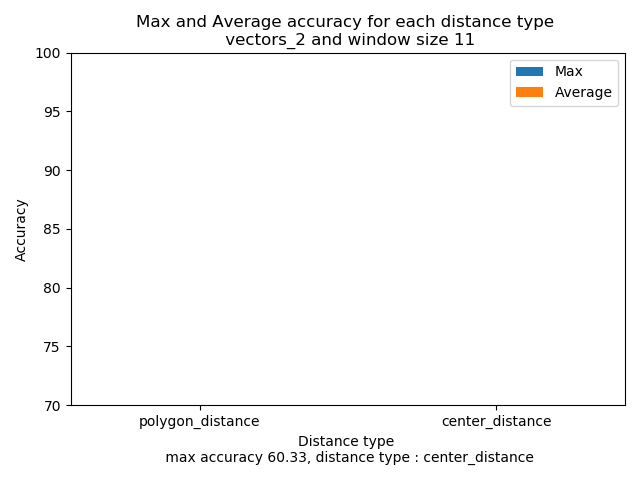 Max and Average accuracy for each distance type
vectors_2 and window size 11
Max
Average
100
95
90
85
80
75
70
Accuracy
polygon_distance
center_distance
Distance type
max accuracy 60.33, distance type : center_distance